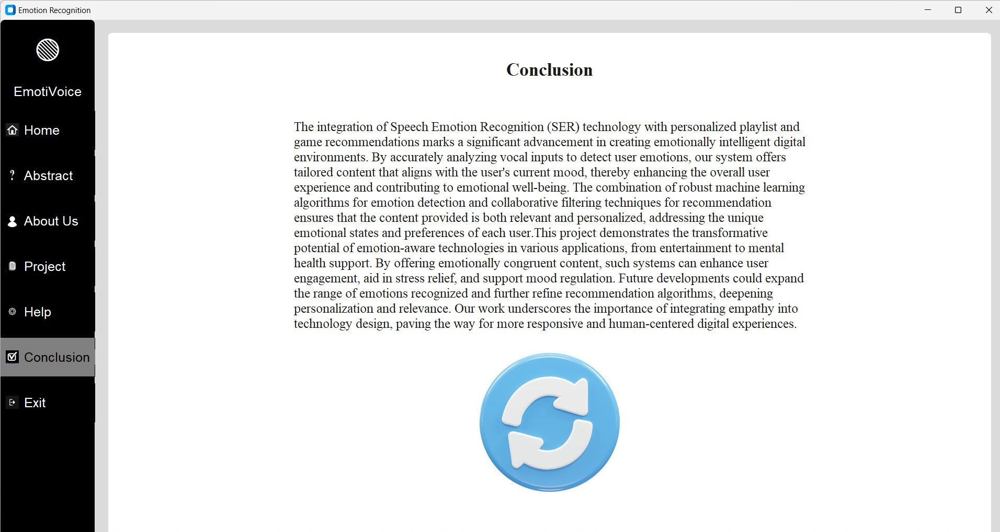 Emotion Recognition
EmotiVoice
Home
Abstract
About Us
Project
Help
Conclusion
Exit
Conclusion
The integration of Speech Emotion Recognition (SER) technology with personalized playlist and
game recommendations marks a significant advancement in creating emotionally intelligent digital
environments. By accurately analyzing vocal inputs to detect user emotions, our system offers
tailored content that aligns with the user's current mood, thereby enhancing the overall user
experience and contributing to emotional well-being. The combination of robust machine learning
algorithms for emotion detection and collaborative filtering techniques for recommendation
ensures that the content provided is both relevant and personalized, addressing the unique
emotional states and preferences of each user.This project demonstrates the transformative
potential of emotion-aware technologies in various applications, from entertainment to mental
health support. By offering emotionally congruent content, such systems can enhance user
engagement, aid in stress relief, and support mood regulation. Future developments could expand
the range of emotions recognized and further refine recommendation algorithms, deepening
personalization and relevance. Our work underscores the importance of integrating empathy into
technology design, paving the way for more responsive and human-centered digital experiences.